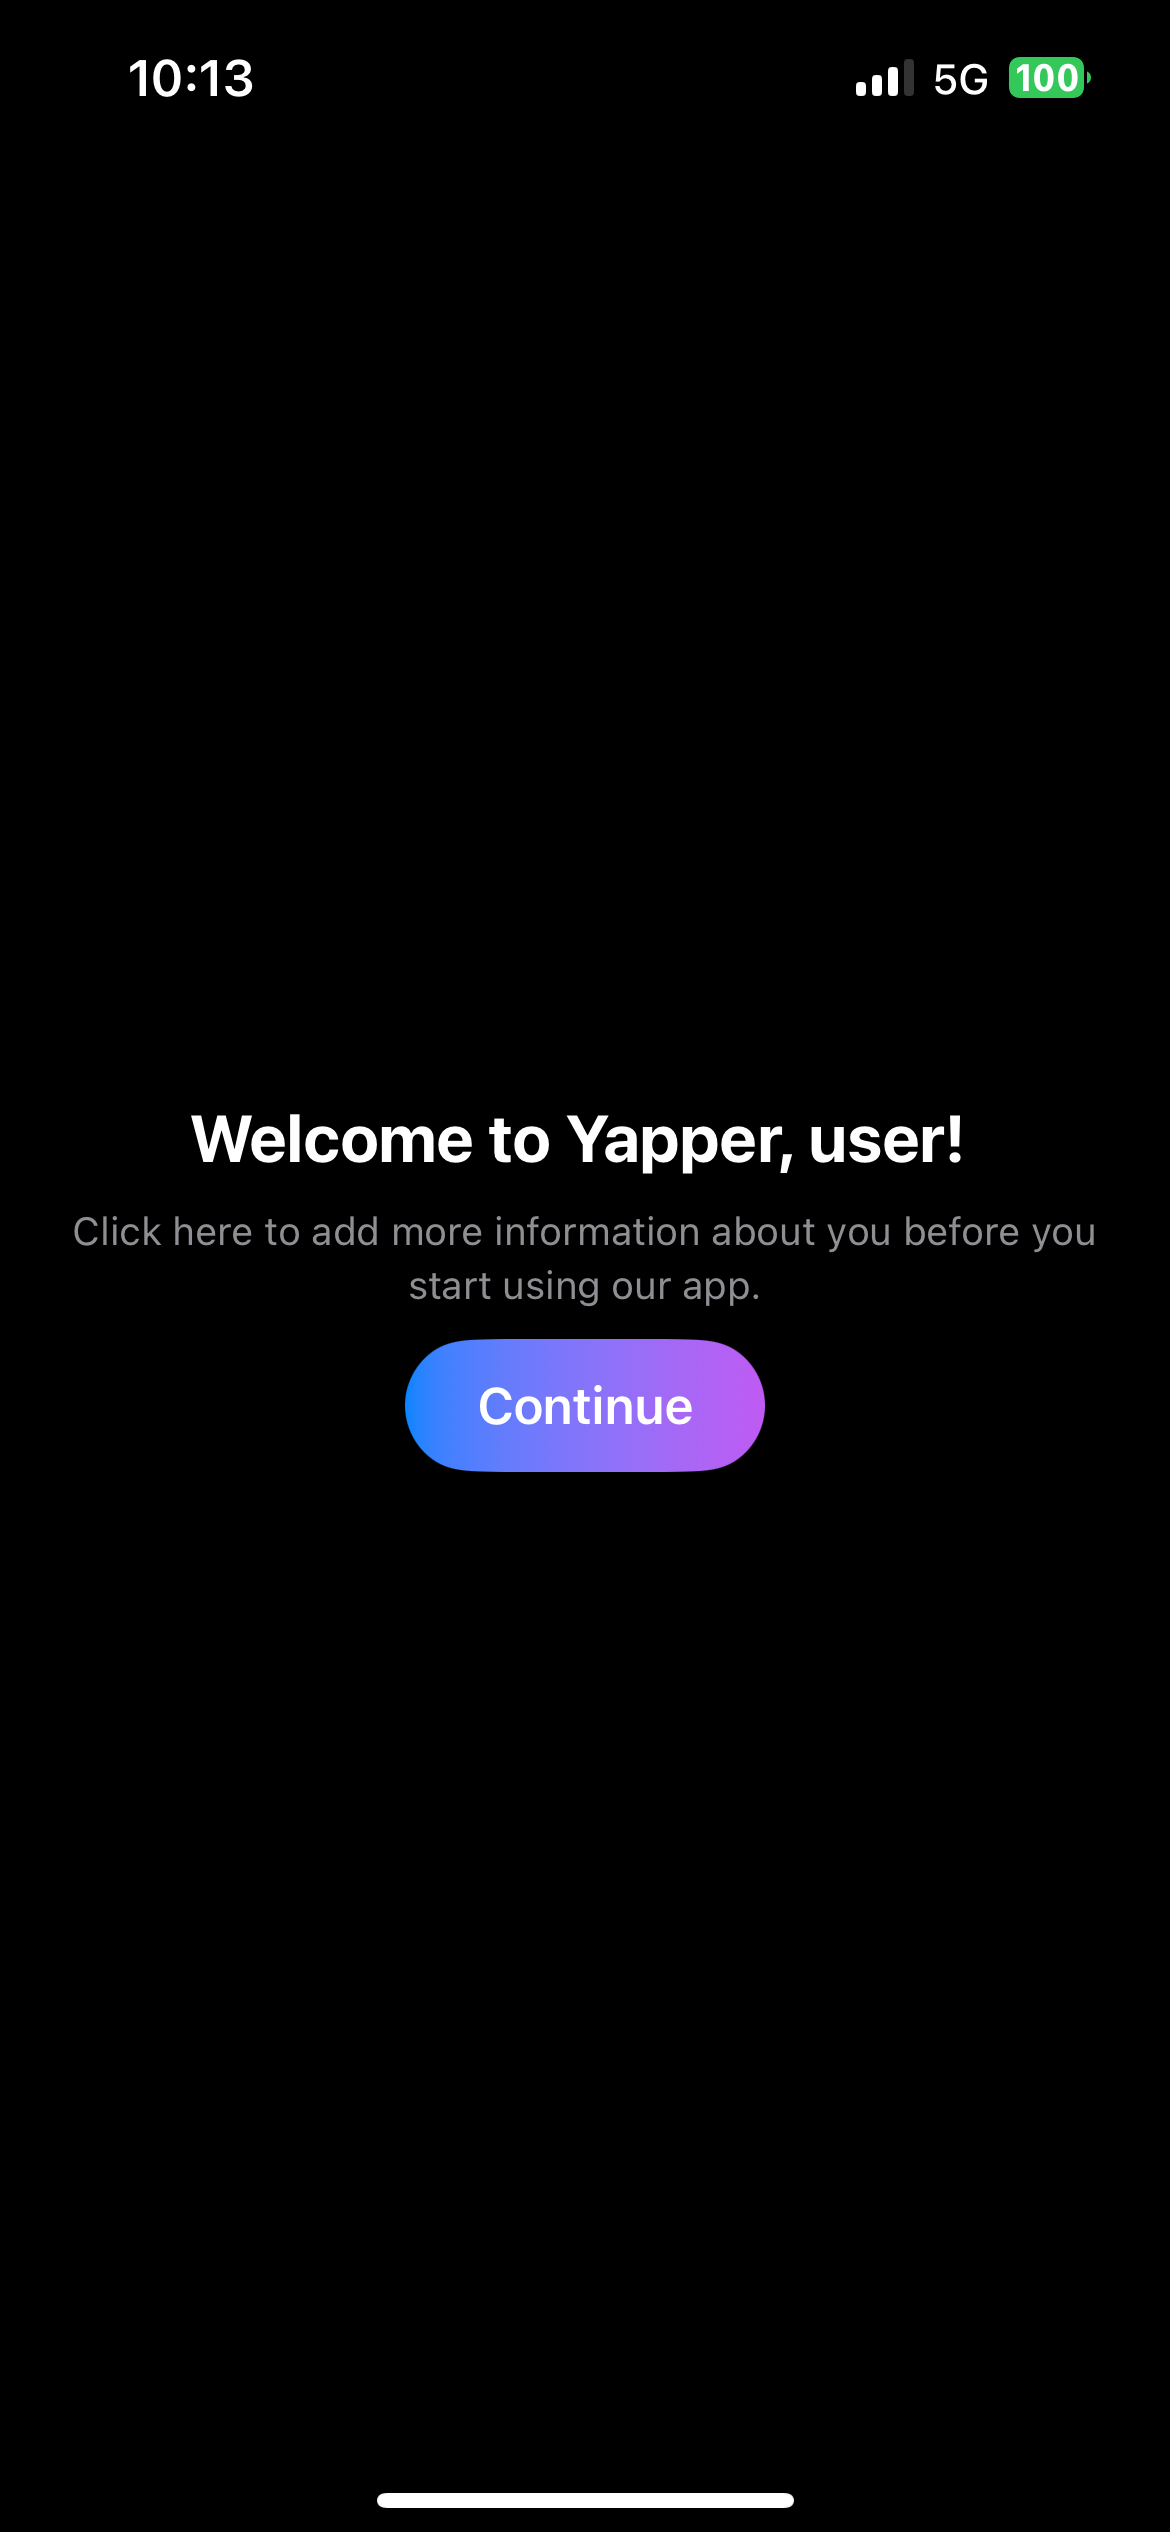 10:13 5G 100
Welcome to Yapper, user!
Click here to add more information about you before you
start using our app.
Continue